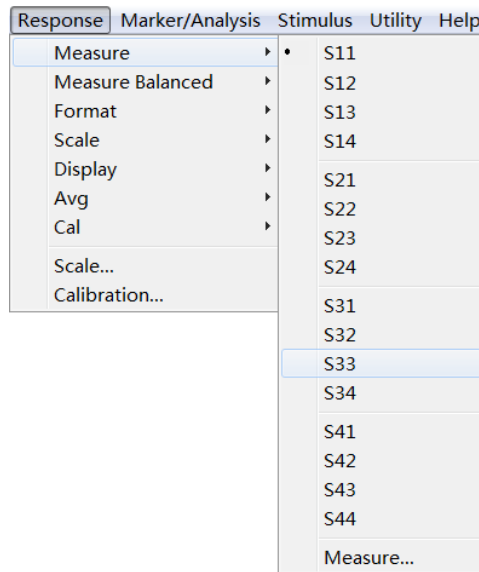 Response Marker/Analysis Stimulus Utility Help
Measure
Measure Balanced
Format
Scale
Display
Avg
Cal
Scale...
Calibration...
S11
S12
S13
S14
S21
S22
S23
S24
S31
S32
S33
S34
S41
S42
S43
S44
Measure...